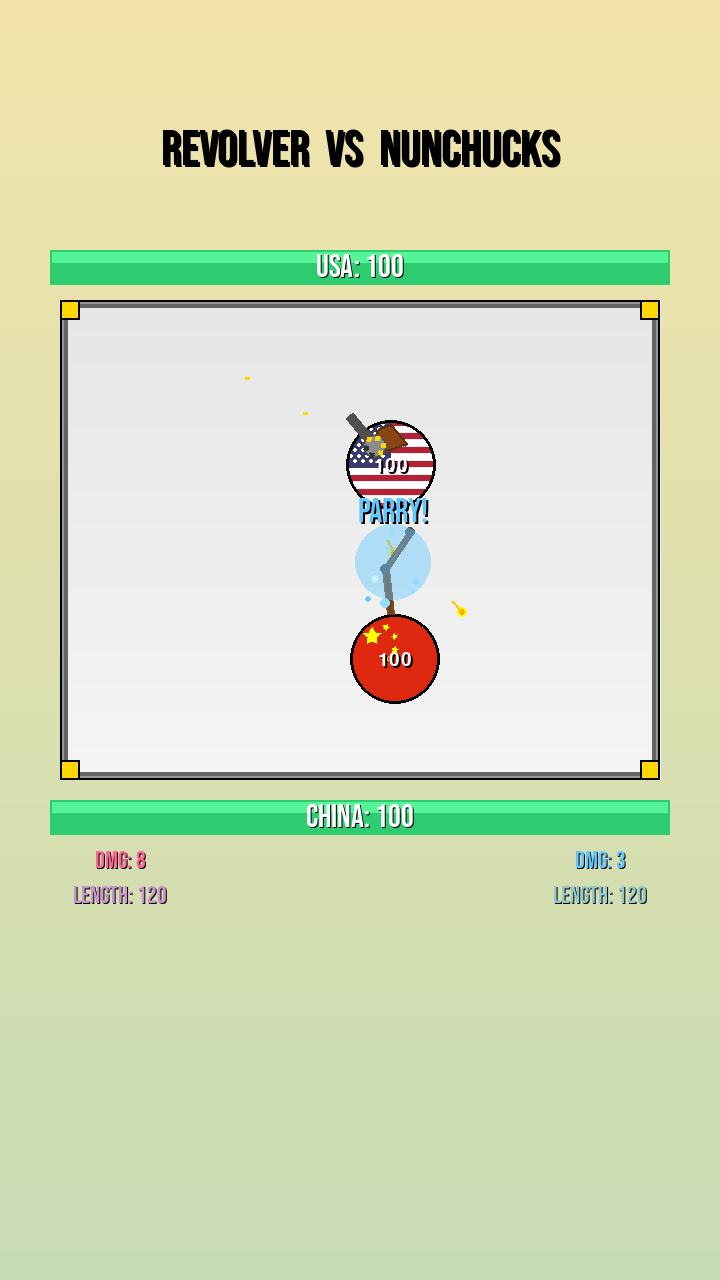 REVOLVER VS NUNCHUCKS
USA: 100
100
PARRY!
100
CHINA: 100
DMG: 8
DMG: 3
LENGTH: 120
LENGTH: 120